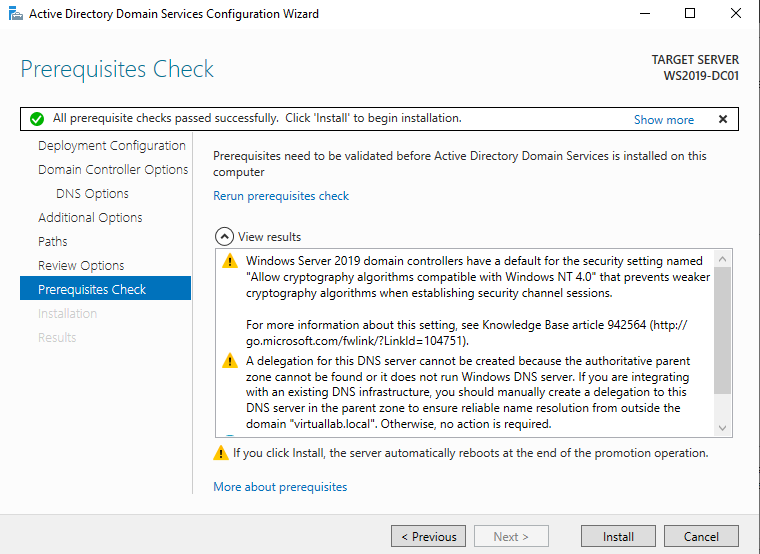 Active Directory Domain Services Configuration Wizard
Prerequisites Check
TARGET SERVER
WS2019-DC01
All prerequisite checks passed successfully.  Click 'Install' to begin installation.
Show more
Deployment Configuration
Domain Controller Options
DNS Options
Additional Options
Paths
Review Options
Prerequisites Check
Installation
Results
Prerequisites need to be validated before Active Directory Domain Services is installed on this
computer
Rerun prerequisites check
View results
Windows Server 2019 domain controllers have a default for the security setting named
"Allow cryptography algorithms compatible with Windows NT 4.0" that prevents weaker
cryptography algorithms when establishing security channel sessions.
For more information about this setting, see Knowledge Base article 942564 (http://
go.microsoft.com/fwlink/?LinkId=104751).
A delegation for this DNS server cannot be created because the authoritative parent
zone cannot be found or it does not run Windows DNS server. If you are integrating
with an existing DNS infrastructure, you should manually create a delegation to this
DNS server in the parent zone to ensure reliable name resolution from outside the
domain "virtuallab.local". Otherwise, no action is required.
If you click Install, the server automatically reboots at the end of the promotion operation.
More about prerequisites
< Previous
Next >
Install
Cancel